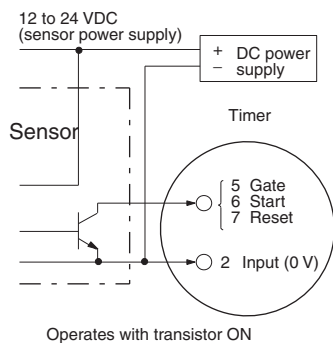 12 to 24 VDC
(sensor power supply)
+ DC power
− supply
Timer
Sensor
5 Gate
6 Start
7 Reset
2 Input (0 V)
Operates with transistor ON